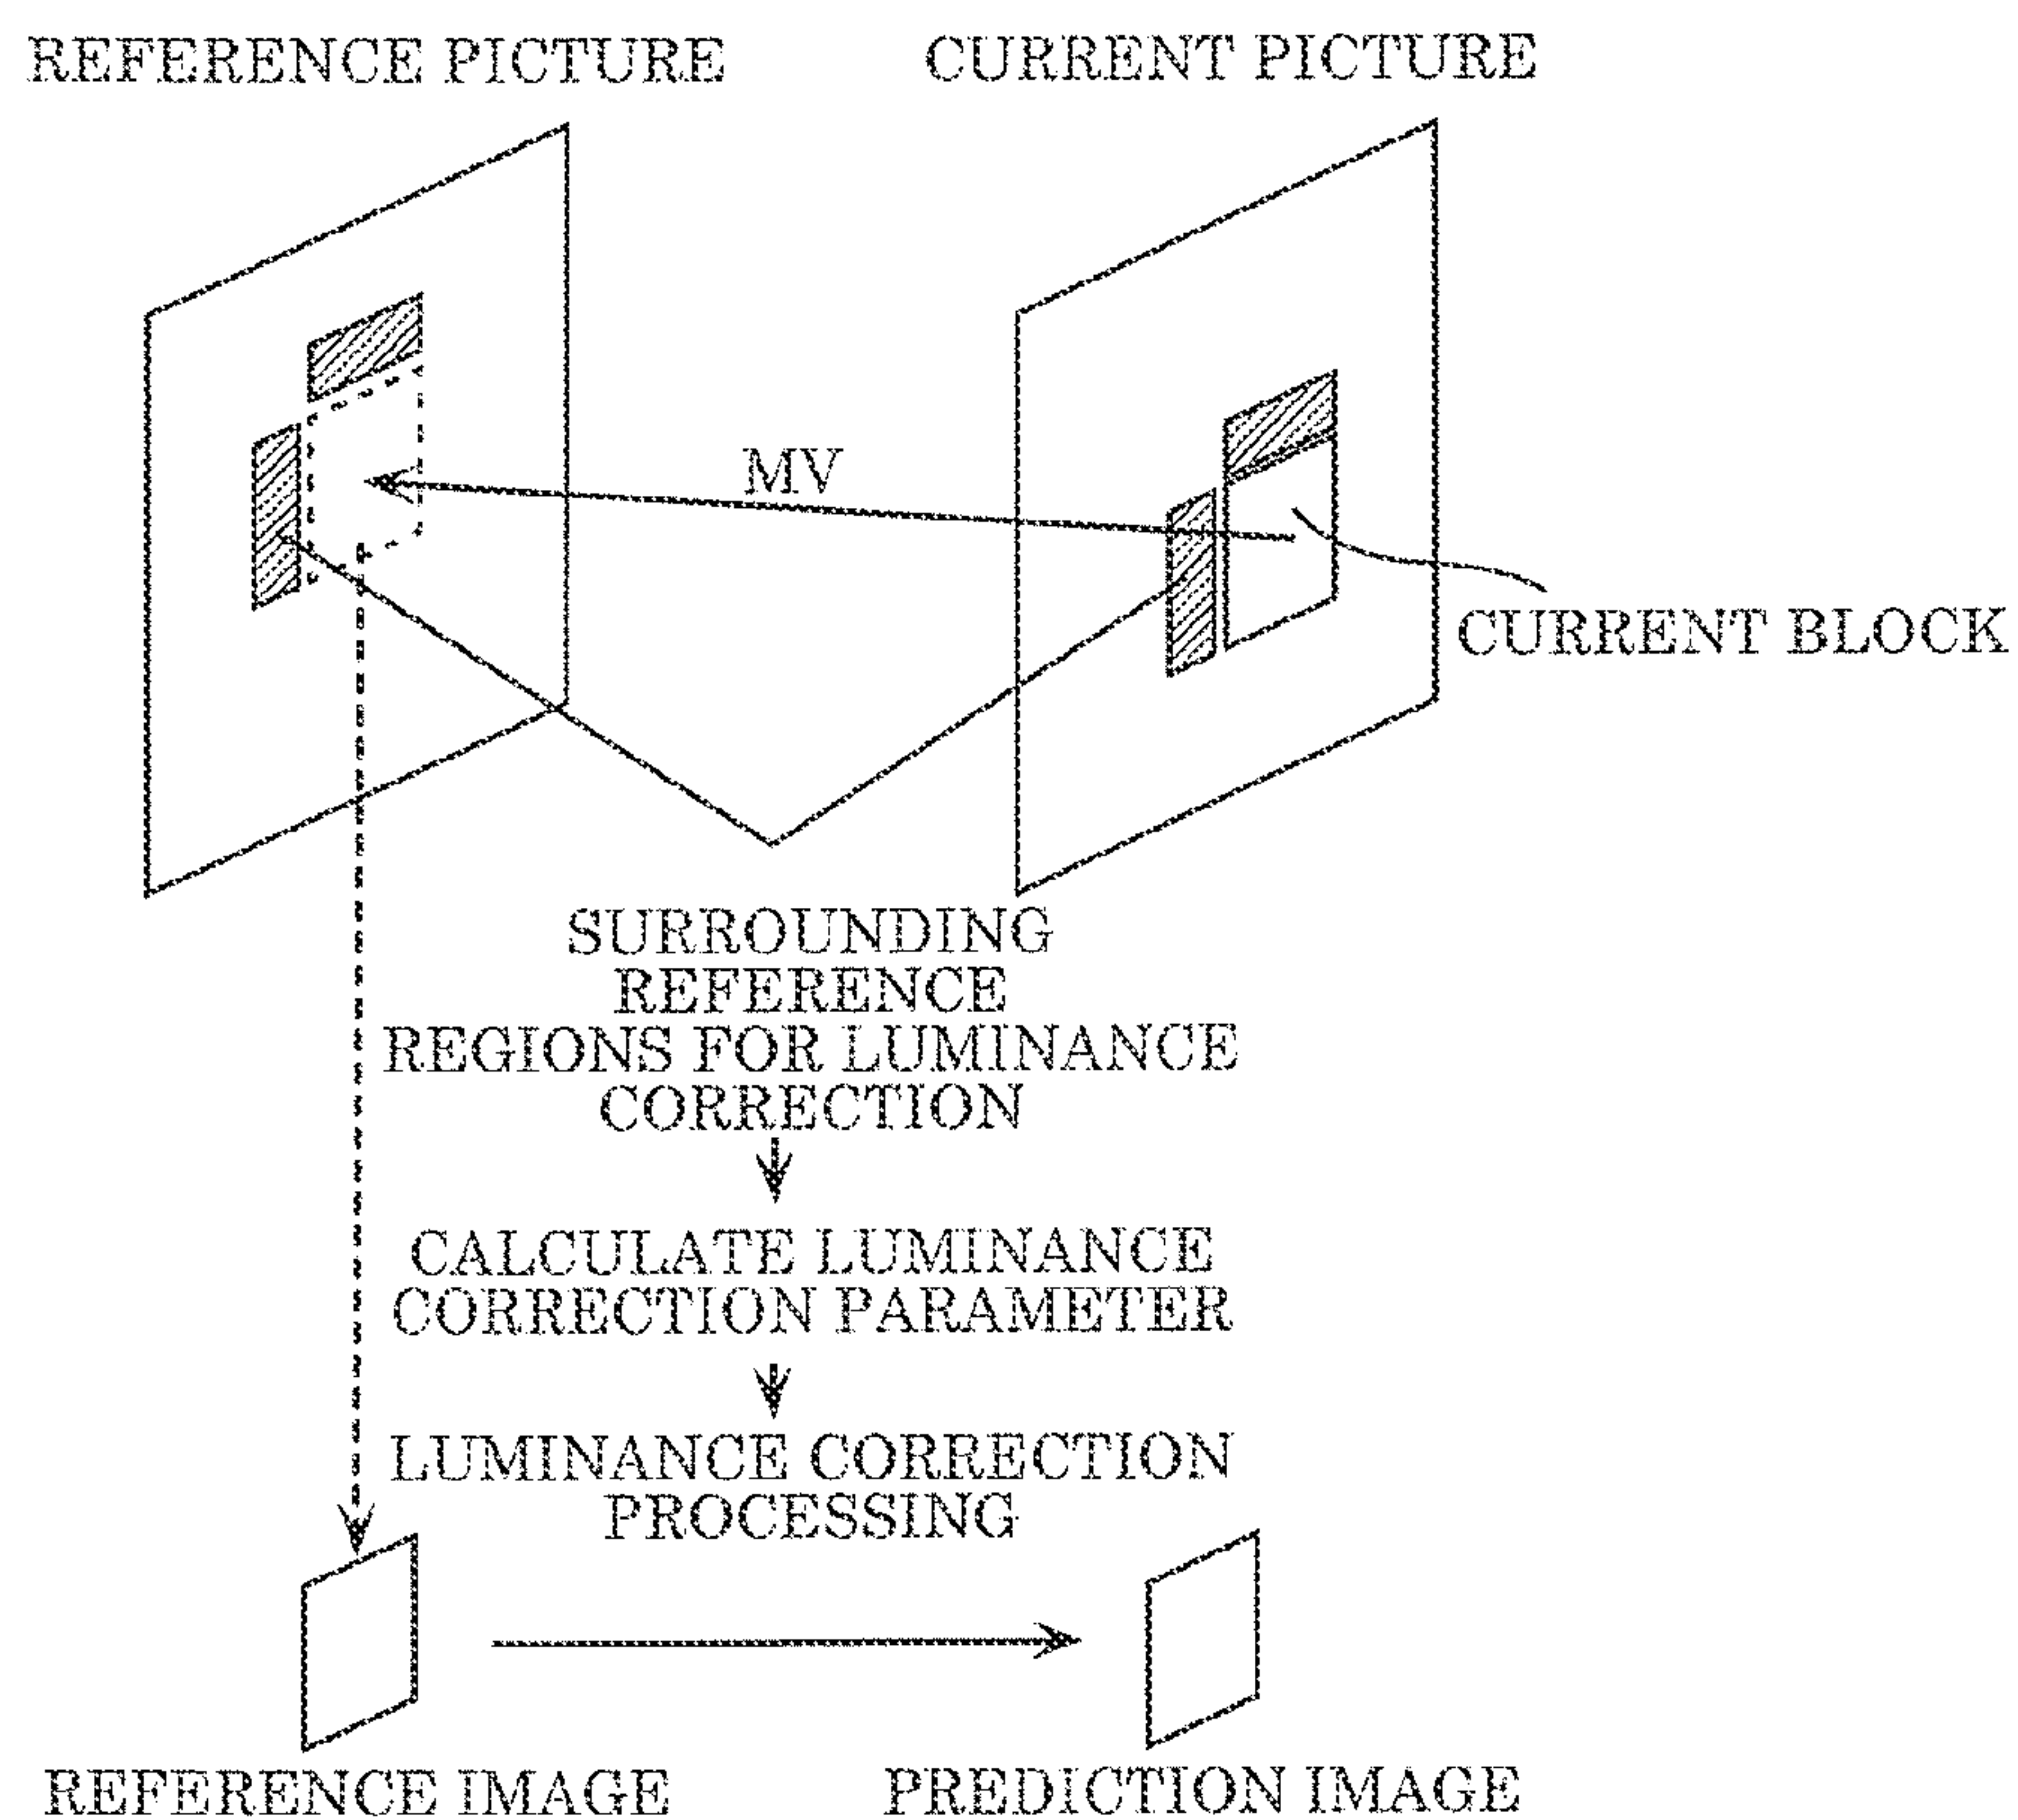 REFERENCE PICTURE
CURRENT PICTURE
MV
CURRENT BLOCK
SURROUNDING
REFERENCE
REGIONS FOR LUMINANCE
CORRECTION
CALCULATE LUMINANCE
CORRECTION PARAMETER
LUMINANCE CORRECTION
PROCESSING
REFERENCE IMAGE
PREDICTION IMAGE